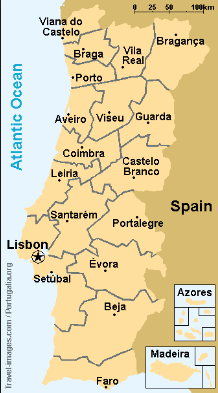 0 50 100km
Viana do
Castelo
Bragança
Braga
Vila
Real
Porto
Atlantic Ocean
Aveiro
Viseu
Guarda
Coimbra
Castelo
Branco
Leiria
Santarém
Spain
Portalegre
Lisbon
Évora
Setúbal
Azores
Beja
Madeira
Faro
Travel-images.com / Portugalia.org